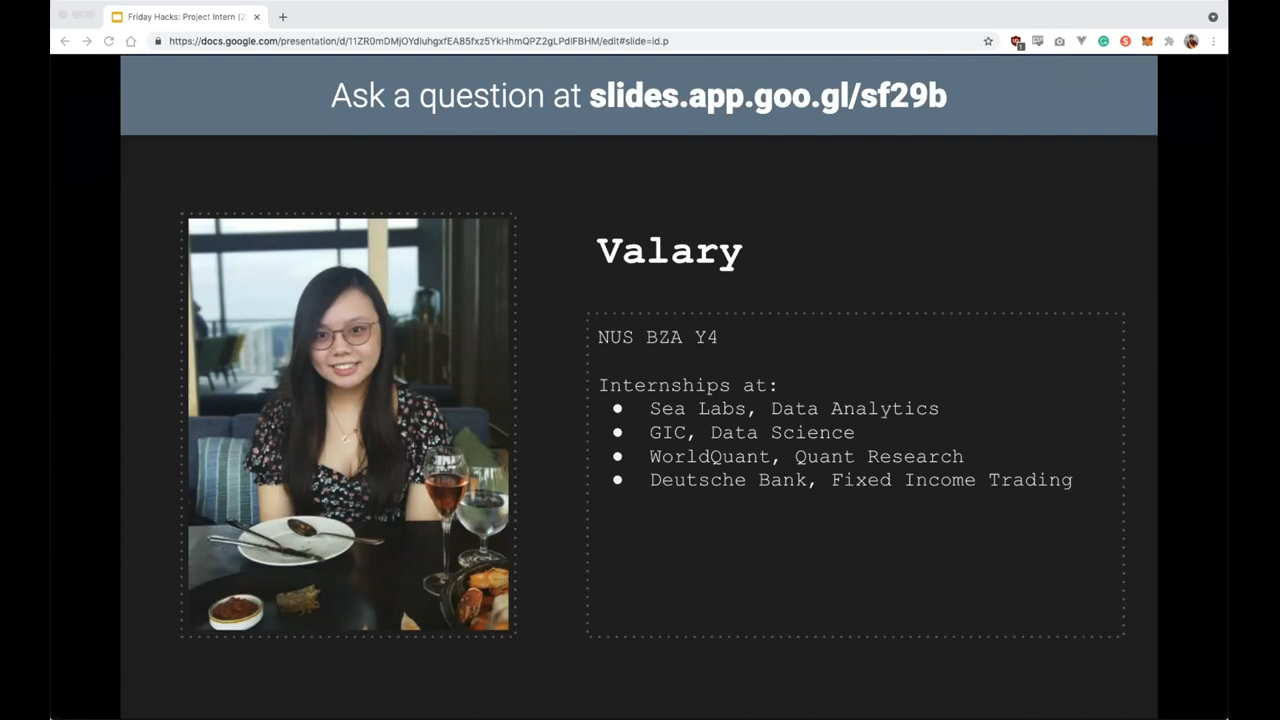 Friday Hacks: Project Intern (2
https://docs.google.com/presentation/d/11ZR0mDMjOYdluhgxfEA85fxz5YkHhmQPZ2gLPdiFBHM/edit#slide=id.p
Ask a question at slides.app.goo.gl/sf29b
Valary
NUS BZA Y4
Internships at:
● Sea Labs, Data Analytics
● GIC, Data Science
● WorldQuant, Quant Research
● Deutsche Bank, Fixed Income Trading